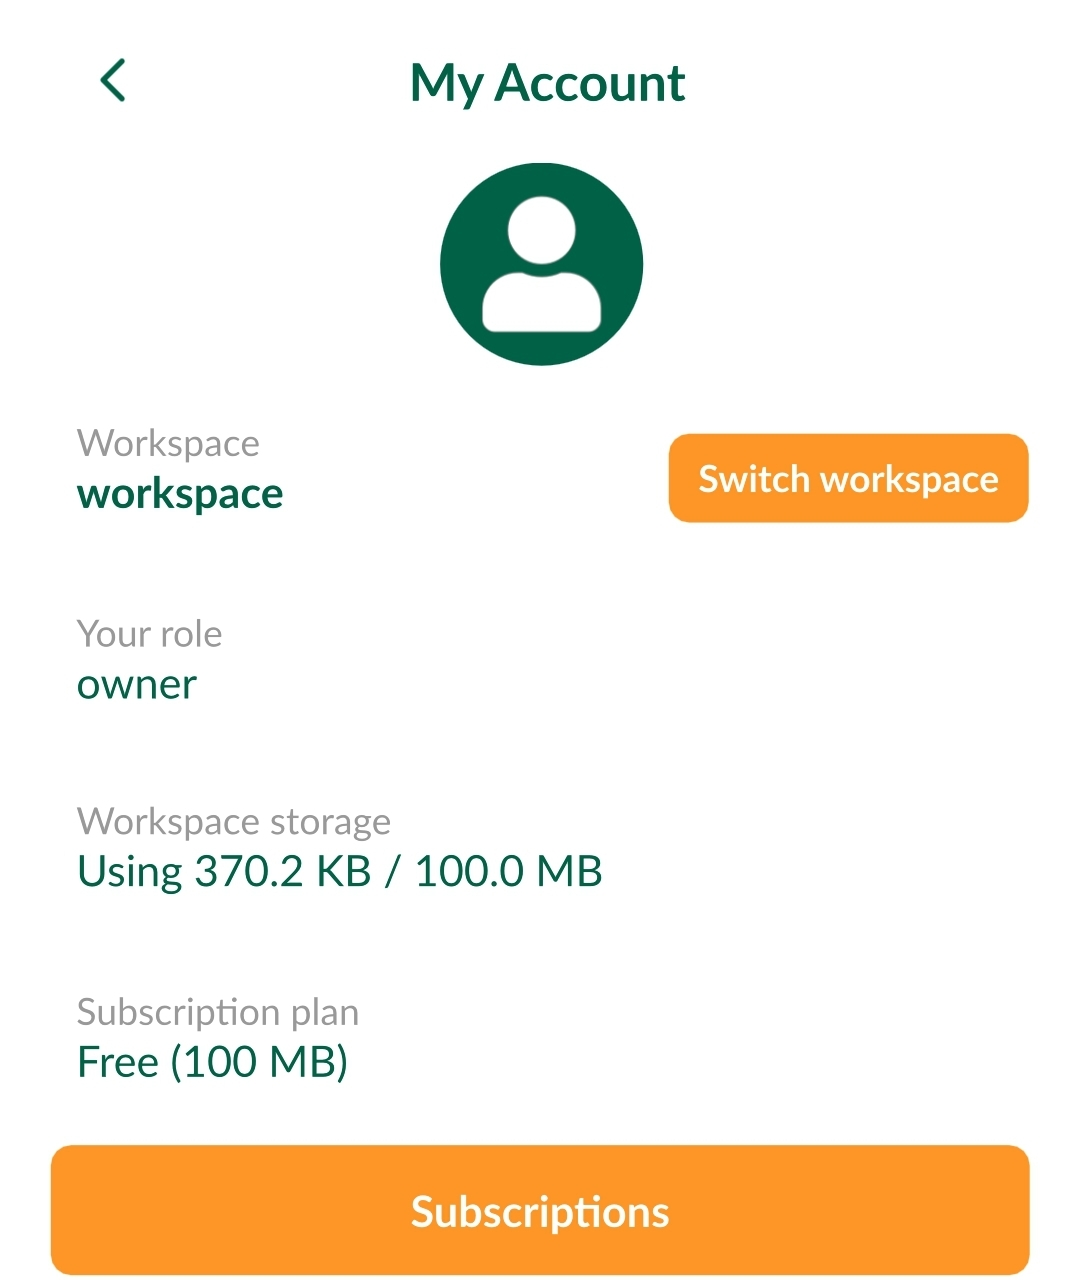 My Account
Workspace
workspace
Switch workspace
Your role
owner
Workspace storage
Using 370.2 KB / 100.0 MB
Subscription plan
Free (100 MB)
Subscriptions